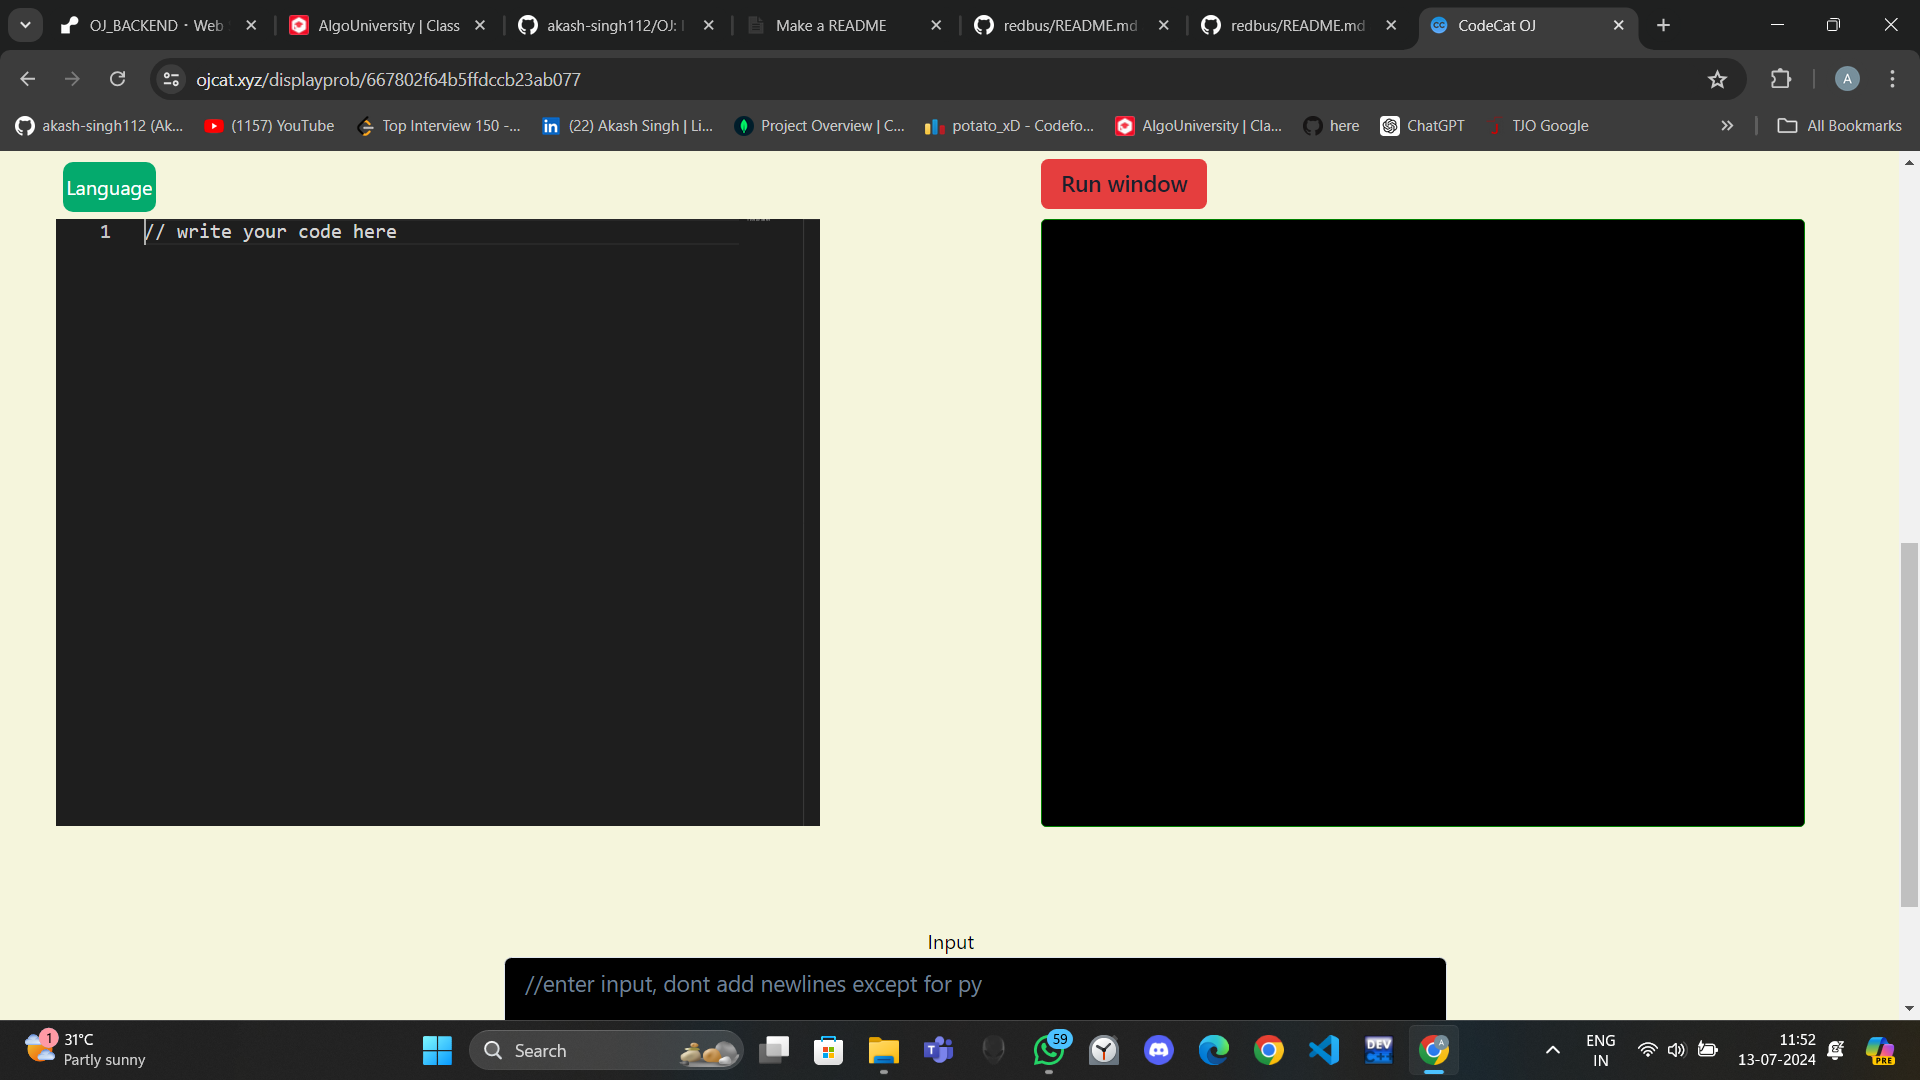 OJ_BACKEND · Web
AlgoUniversity | Class
akash-singh112/OJ:
Make a README
redbus/README.md
redbus/README.md
CodeCat OJ
ojcat.xyz/displayprob/667802f64b5ffdccb23ab077
A
akash-singh112 (Ak...
(1157) YouTube
Top Interview 150 -...
(22) Akash Singh | Li...
Project Overview | C...
potato_xD - Codefo...
AlgoUniversity | Cla...
here
ChatGPT
TJO Google
All Bookmarks
Language
Run window
1 // write your code here
Input
//enter input, dont add newlines except for py
1
31°C
Partly sunny
Search
59
DEV
A
ENG
IN
11:52
13-07-2024
PRE